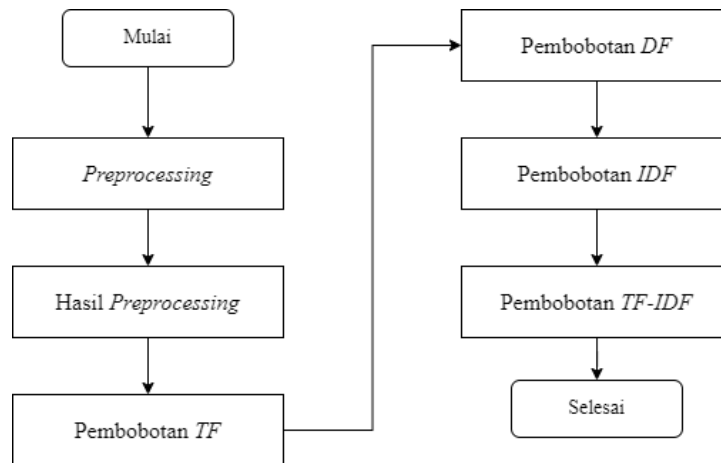 Mulai
Preprocessing
Hasil Preprocessing
Pembobotan TF
Pembobotan DF
Pembobotan IDF
Pembobotan TF-IDF
Selesai